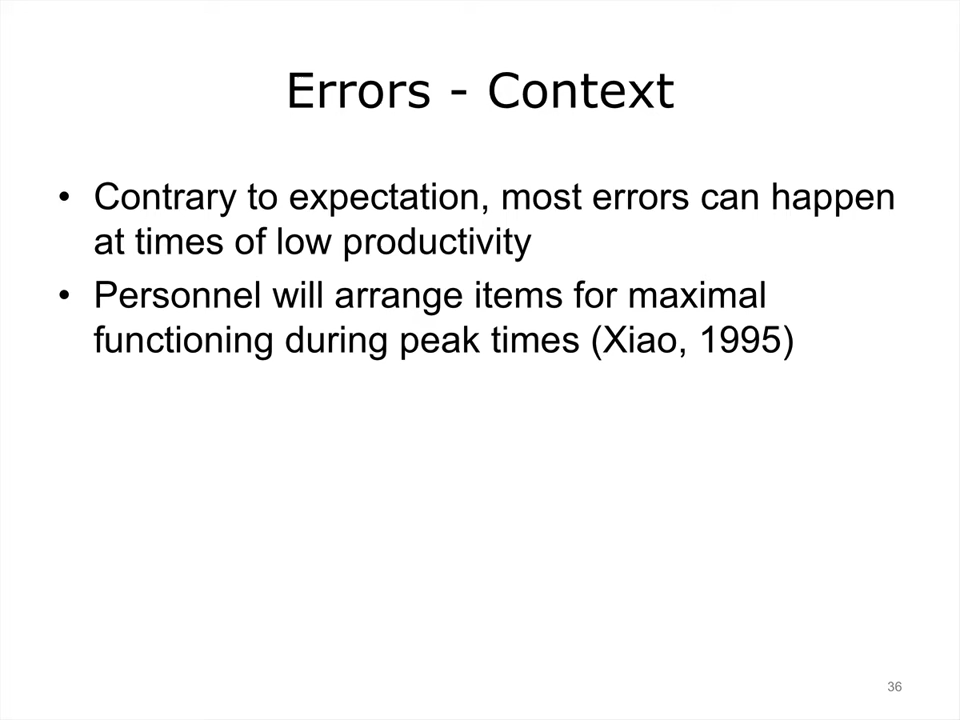 Errors - Context
• Contrary to expectation, most errors can happen
at times of low productivity
• Personnel will arrange items for maximal
functioning during peak times (Xiao, 1995)
36